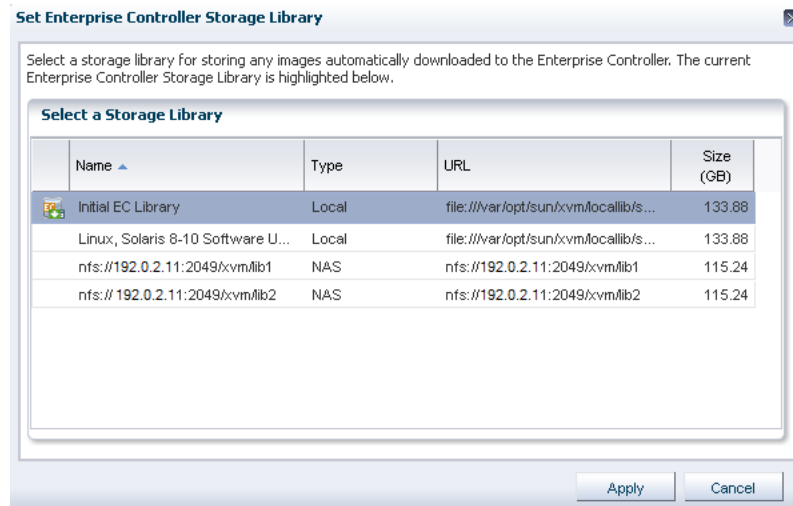 Set Enterprise Controller Storage Library
Select a storage library for storing any images automatically downloaded to the Enterprise Controller. The current
Enterprise Controller Storage Library is highlighted below.
Select a Storage Library
Name Type URL Size
(GB)
Initial EC Library Local file:///var/opt/sun/xvm/locallib/s... 133.88
Linux, Solaris 8-10 Software U... Local file:///var/opt/sun/xvm/locallib/s... 133.88
nfs://192.0.2.11:2049/xvm/lib1 NAS nfs://192.0.2.11:2049/xvm/lib1 115.24
nfs:// 192.0.2.11:2049/xvm/lib2 NAS nfs://192.0.2.11:2049/xvm/lib2 115.24
Apply Cancel